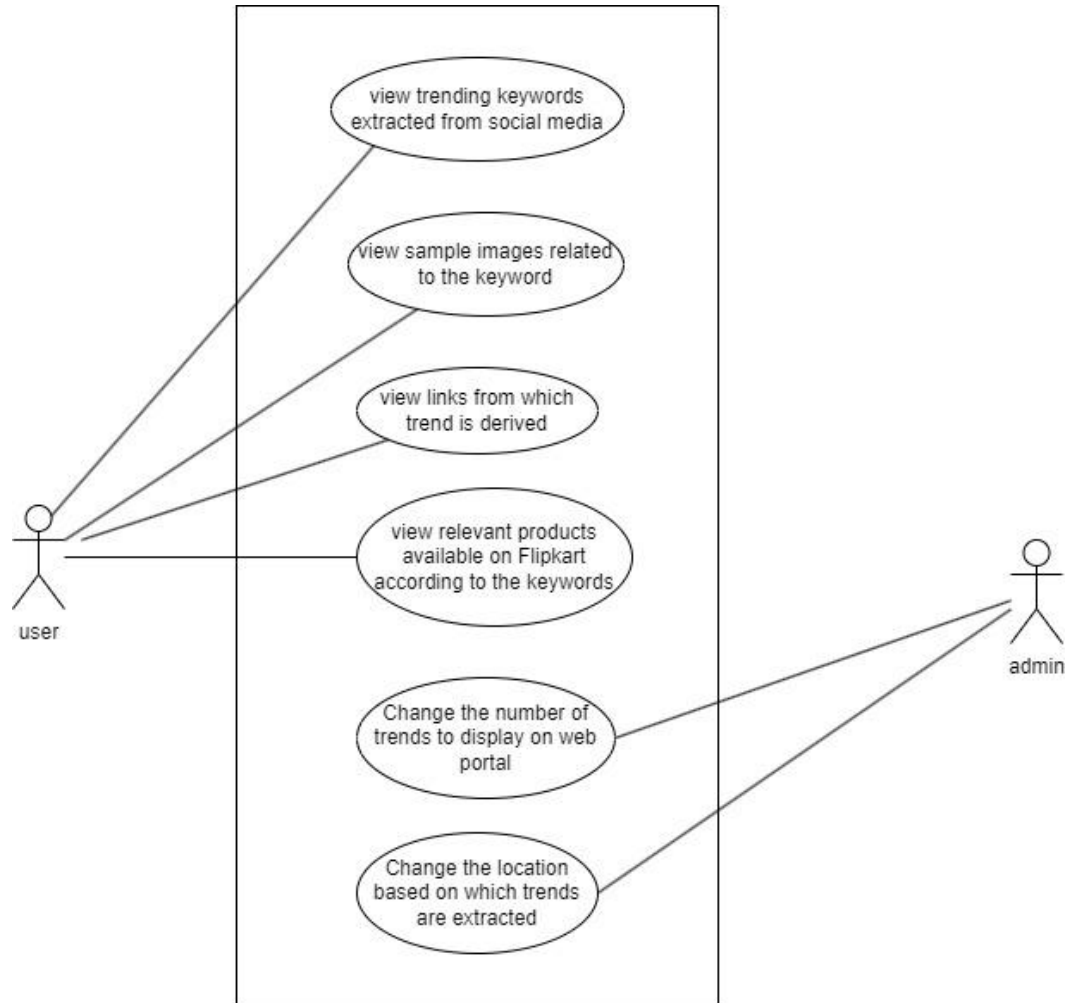 view trending keywords
extracted from social media
view sample images related
to the keyword
view links from which
trend is derived
view relevant products
available on Flipkart
according to the keywords
user
admin
Change the number of
trends to display on web
portal
Change the location
based on which trends
are extracted